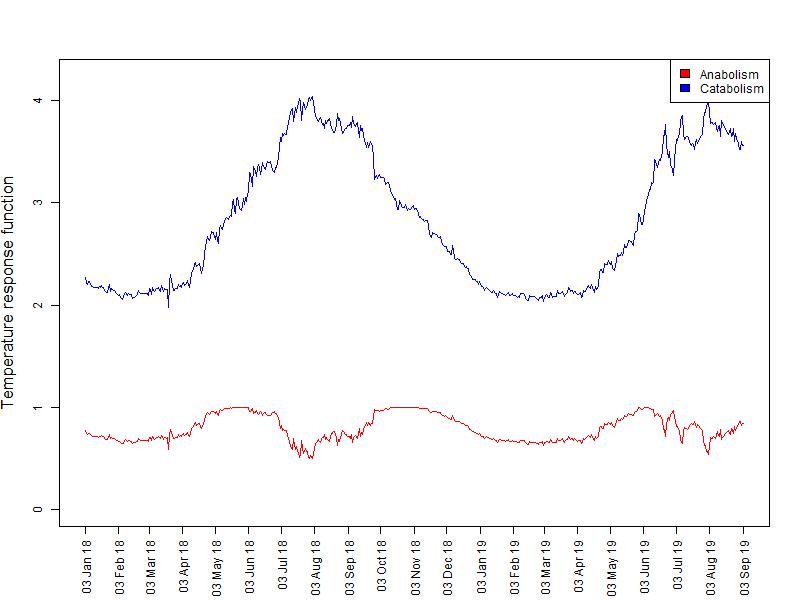 Anabolism
Catabolism
Temperature response function
4
3
2
1
0
03 Jan 18
03 Feb 18
03 Mar 18
03 Apr 18
03 May 18
03 Jun 18
03 Jul 18
03 Aug 18
03 Sep 18
03 Oct 18
03 Nov 18
03 Dec 18
03 Jan 19
03 Feb 19
03 Mar 19
03 Apr 19
03 May 19
03 Jun 19
03 Jul 19
03 Aug 19
03 Sep 19